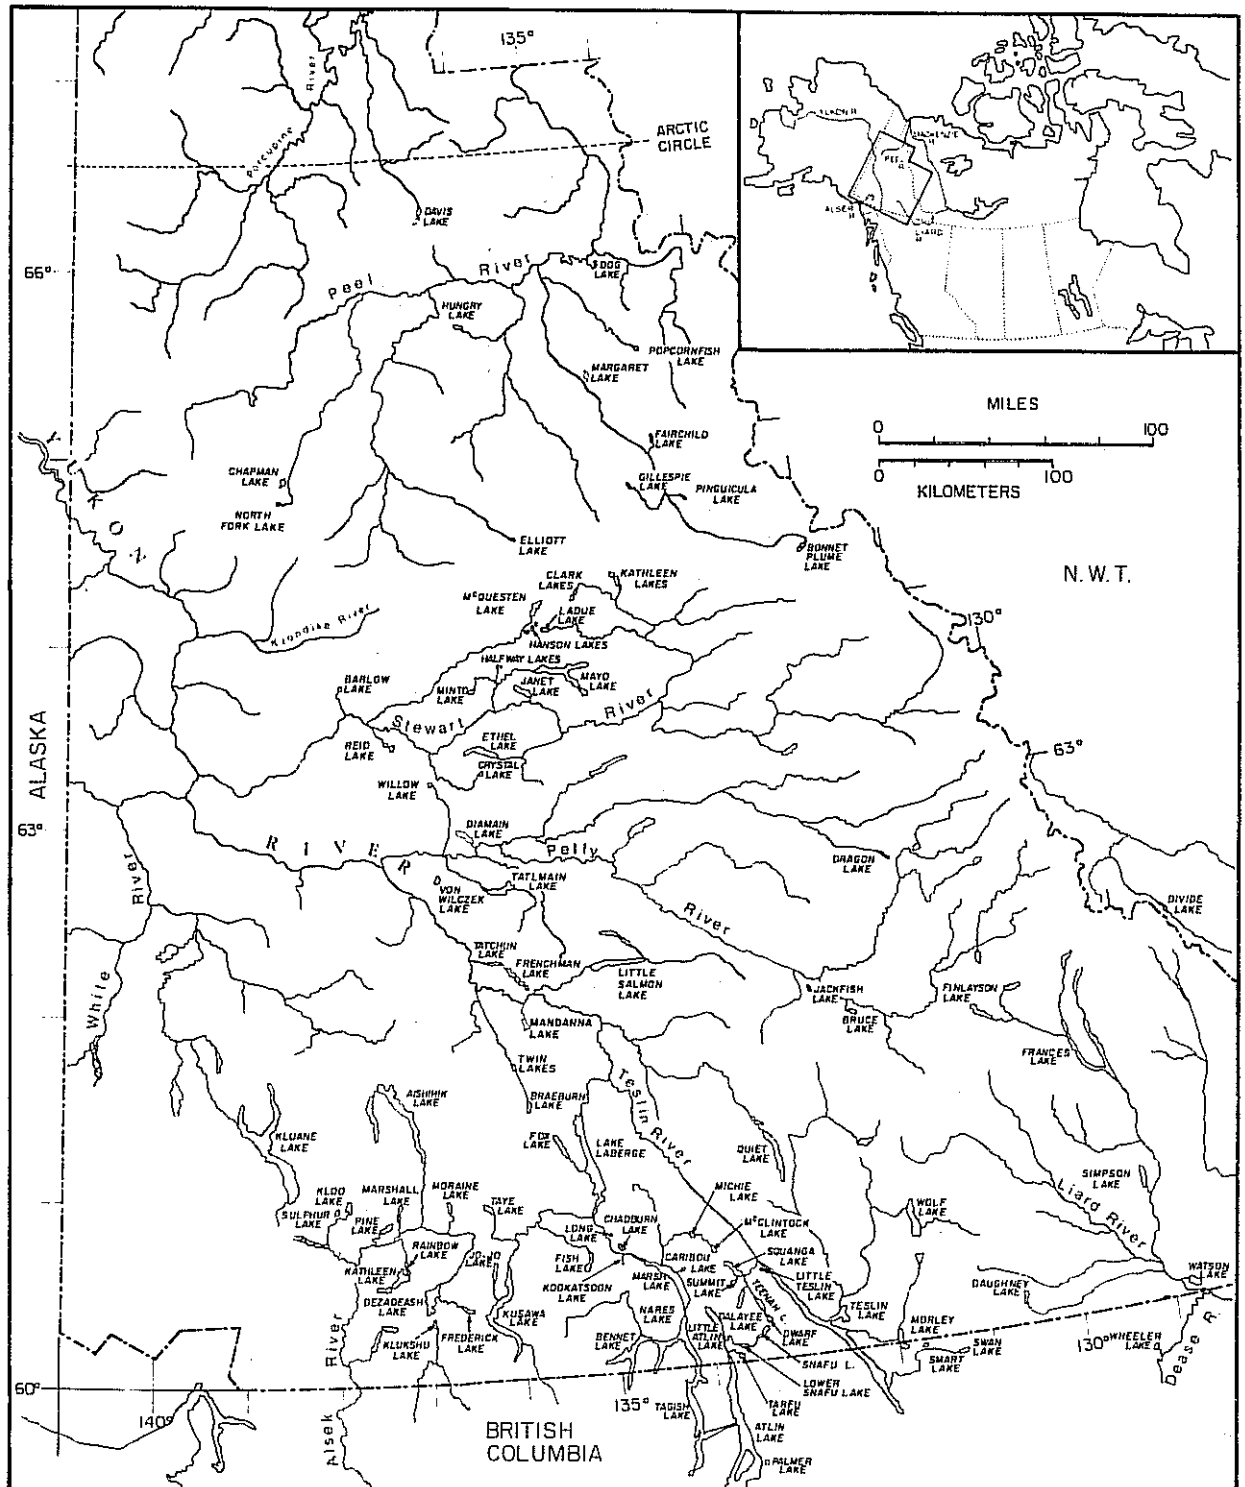 135°
YUKON R
MACKENZIE
R
PEEL
R
ALSEK
R
LIARD
R
ARCTIC
CIRCLE
Porcupine
River
DAVIS
LAKE
66°
Peel
River
DOG
LAKE
HUNGRY
LAKE
POPCORNFISH
LAKE
MARGARET
LAKE
MILES
0
100
0
100
KILOMETERS
FAIRCHILD
LAKE
CHAPMAN
LAKE
GILLESPIE
LAKE
PINGUICULA
LAKE
NORTH
FORK LAKE
YUKON
ELLIOTT
LAKE
BONNET
PLUME
LAKE
N.W.T.
CLARK
LAKES
KATHLEEN
LAKES
McQUESTEN
LAKE
LADUE
LAKE
130°
Klondike River
HANSON LAKES
HALFWAY LAKES
BARLOW
LAKE
MINTO
LAKE
JANET
LAKE
MAYO
LAKE
Stewart
River
REID
LAKE
ETHEL
LAKE
CRYSTAL
LAKE
63°
ALASKA
WILLOW
LAKE
DIAMAIN
LAKE
63°
RIVER
Pelly
DRAGON
LAKE
River
VON
WILCZEK
LAKE
TATLMAIN
LAKE
DIVIDE
LAKE
River
TATCHUN
LAKE
FRENCHMAN
LAKE
LITTLE
SALMON
LAKE
White
JACKFISH
LAKE
FINLAYSON
LAKE
BRUCE
LAKE
MANDANNA
LAKE
FRANCES
LAKE
TWIN
LAKES
Teslin River
AISHIHIK
LAKE
BRAEBURN
LAKE
KLUANE
LAKE
FOX
LAKE
LAKE
LABERGE
QUIET
LAKE
SIMPSON
LAKE
Liard River
KLOO
LAKE
MARSHALL
LAKE
MORAINE
LAKE
TAYE
LAKE
MICHIE
LAKE
WOLF
LAKE
SULPHUR
LAKE
PINE
LAKE
LONG
LAKE
CHADBURN
LAKE
McCLINTOCK
LAKE
RAINBOW
LAKE
JO-JO
LAKE
FISH
LAKE
CARIBOU
LAKE
SQUANGA
LAKE
KATHLEEN
LAKE
KOOKATSOON
LAKE
MARSH
LAKE
SUMMIT
LAKE
TEENAH L.
LITTLE
TESLIN
LAKE
DAUGHNEY
LAKE
WATSON
LAKE
DEZADEASH
LAKE
KUSAWA
LAKE
NARES
LAKE
DALAYEE
LAKE
TESLIN
LAKE
River
KLUKSHU
LAKE
FREDERICK
LAKE
BENNET
LAKE
LITTLE
ATLIN
LAKE
DWARF
LAKE
MORLEY
LAKE
SWAN
LAKE
130°
WHEELER
LAKE
Dease R.
SNAFU L.
SMART
LAKE
60°
LOWER
SNAFU LAKE
140°
135°
TAGISH
LAKE
TARFU
LAKE
Alsek
BRITISH
COLUMBIA
ATLIN
LAKE
PALMER
LAKE